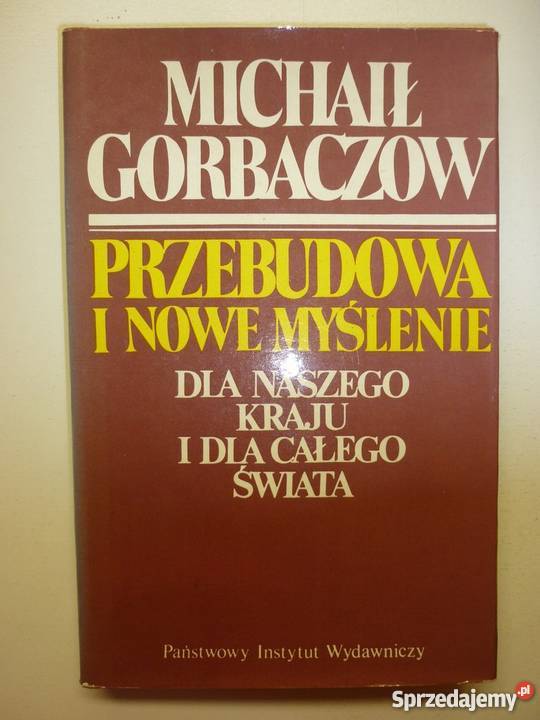 MICHAIŁ
GORBACZOW
PRZEBUDOWA
I NOWE MYŚLENIE
DLA NASZEGO
KRAJU
I DLA CAŁEGO
ŚWIATA
Państwowy Instytut Wydawniczy
Sprzedajemy.pl